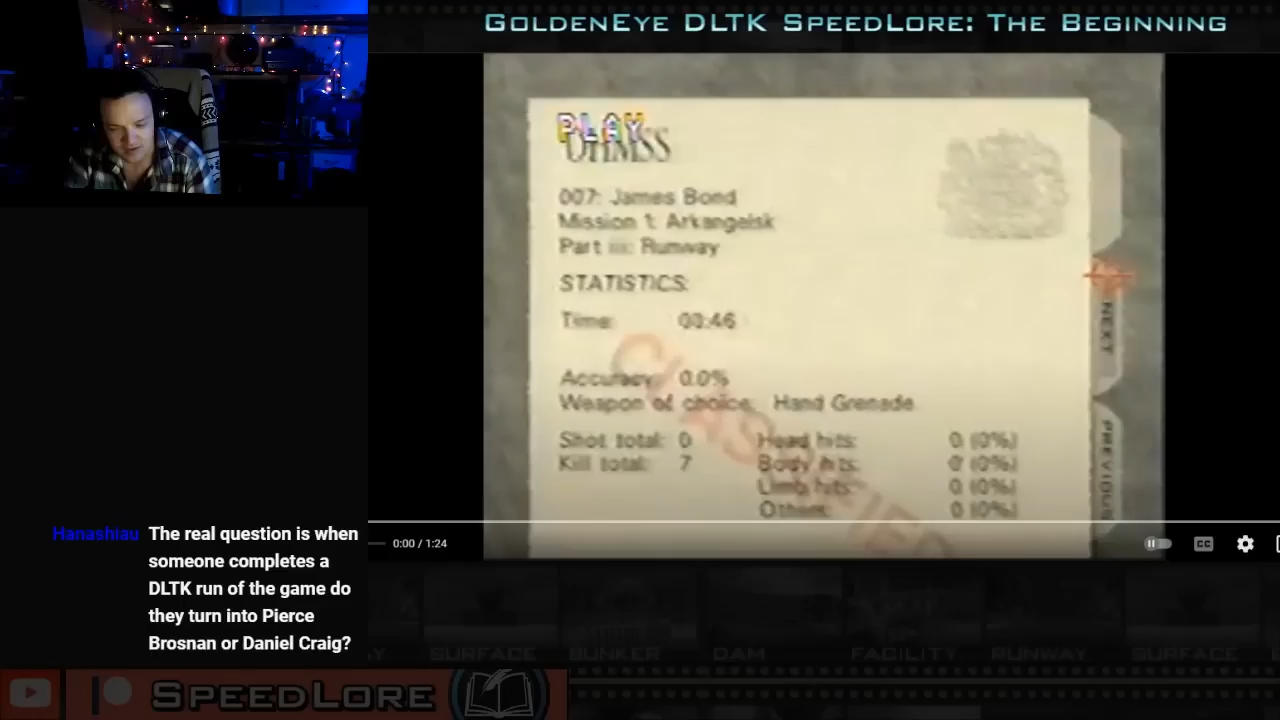 GOLDENEYE DLTK SPEEDLORE: THE BEGINNING
PLAY
OHMSS
007: James Bond
Mission 1: Arkangelsk
Part iii: Runway
STATISTICS:
Time: 00:46
Accuracy: 0.0%
Weapon of choice: Hand Grenade
Shot total: 0 Head hits: 0 (0%)
Kill total: 7 Body hits: 0 (0%)
Limb hits: 0 (0%)
Others: 0 (0%)
CLASSIFIED
NEXT
PREVIOUS
0:00 / 1:24
CC
Hanashiau The real question is when
someone completes a
DLTK run of the game do
they turn into Pierce
Brosnan or Daniel Craig?
SURFACE BUNKER DAM FACILITY RUNWAY SURFACE
SPEEDLORE